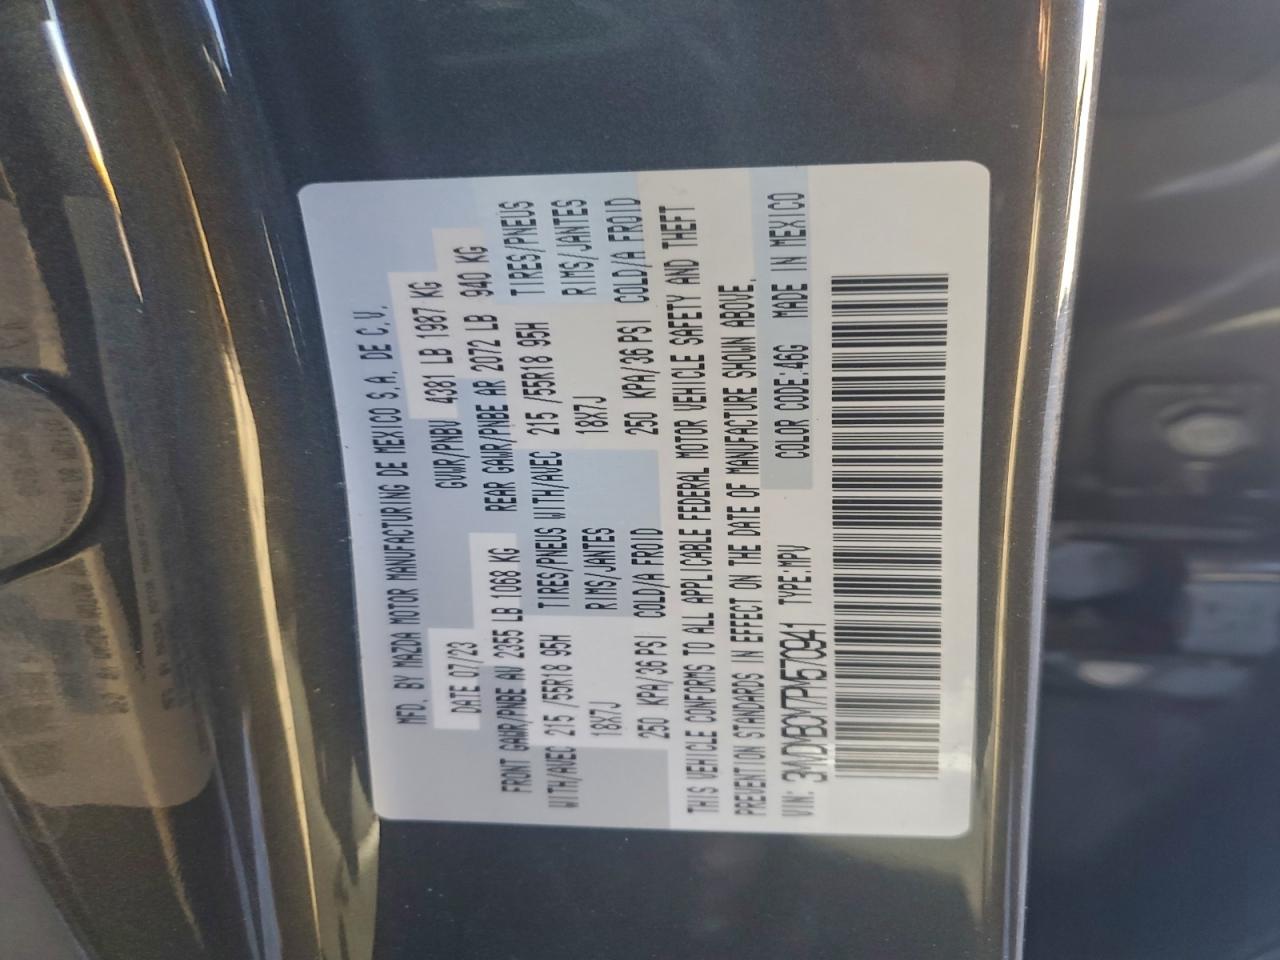 MFD. BY MAZDA MOTOR MANUFACTURING DE MEXICO S.A. DE C.V.
DATE 07/23 GVWR/PNBV 4381 LB 1987 KG
FRONT GAWR/PNBE AV 2355 LB 1068 KG REAR GAWR/PNBE AR 2072 LB 940 KG
WITH/AVEC 215 /55R18 95H TIRES/PNEUS WITH/AVEC 215 /55R18 95H TIRES/PNEUS
18X7J RIMS/JANTES 18X7J RIMS/JANTES
250 KPA/36 PSI COLD/A FROID 250 KPA/36 PSI COLD/A FROID
THIS VEHICLE CONFORMS TO ALL APPLICABLE FEDERAL MOTOR VEHICLE SAFETY AND THEFT
PREVENTION STANDARDS IN EFFECT ON THE DATE OF MANUFACTURE SHOWN ABOVE.
VIN: 3MVDMBCM7PM570941 TYPE:MPV COLOR CODE:46G MADE IN MEXICO